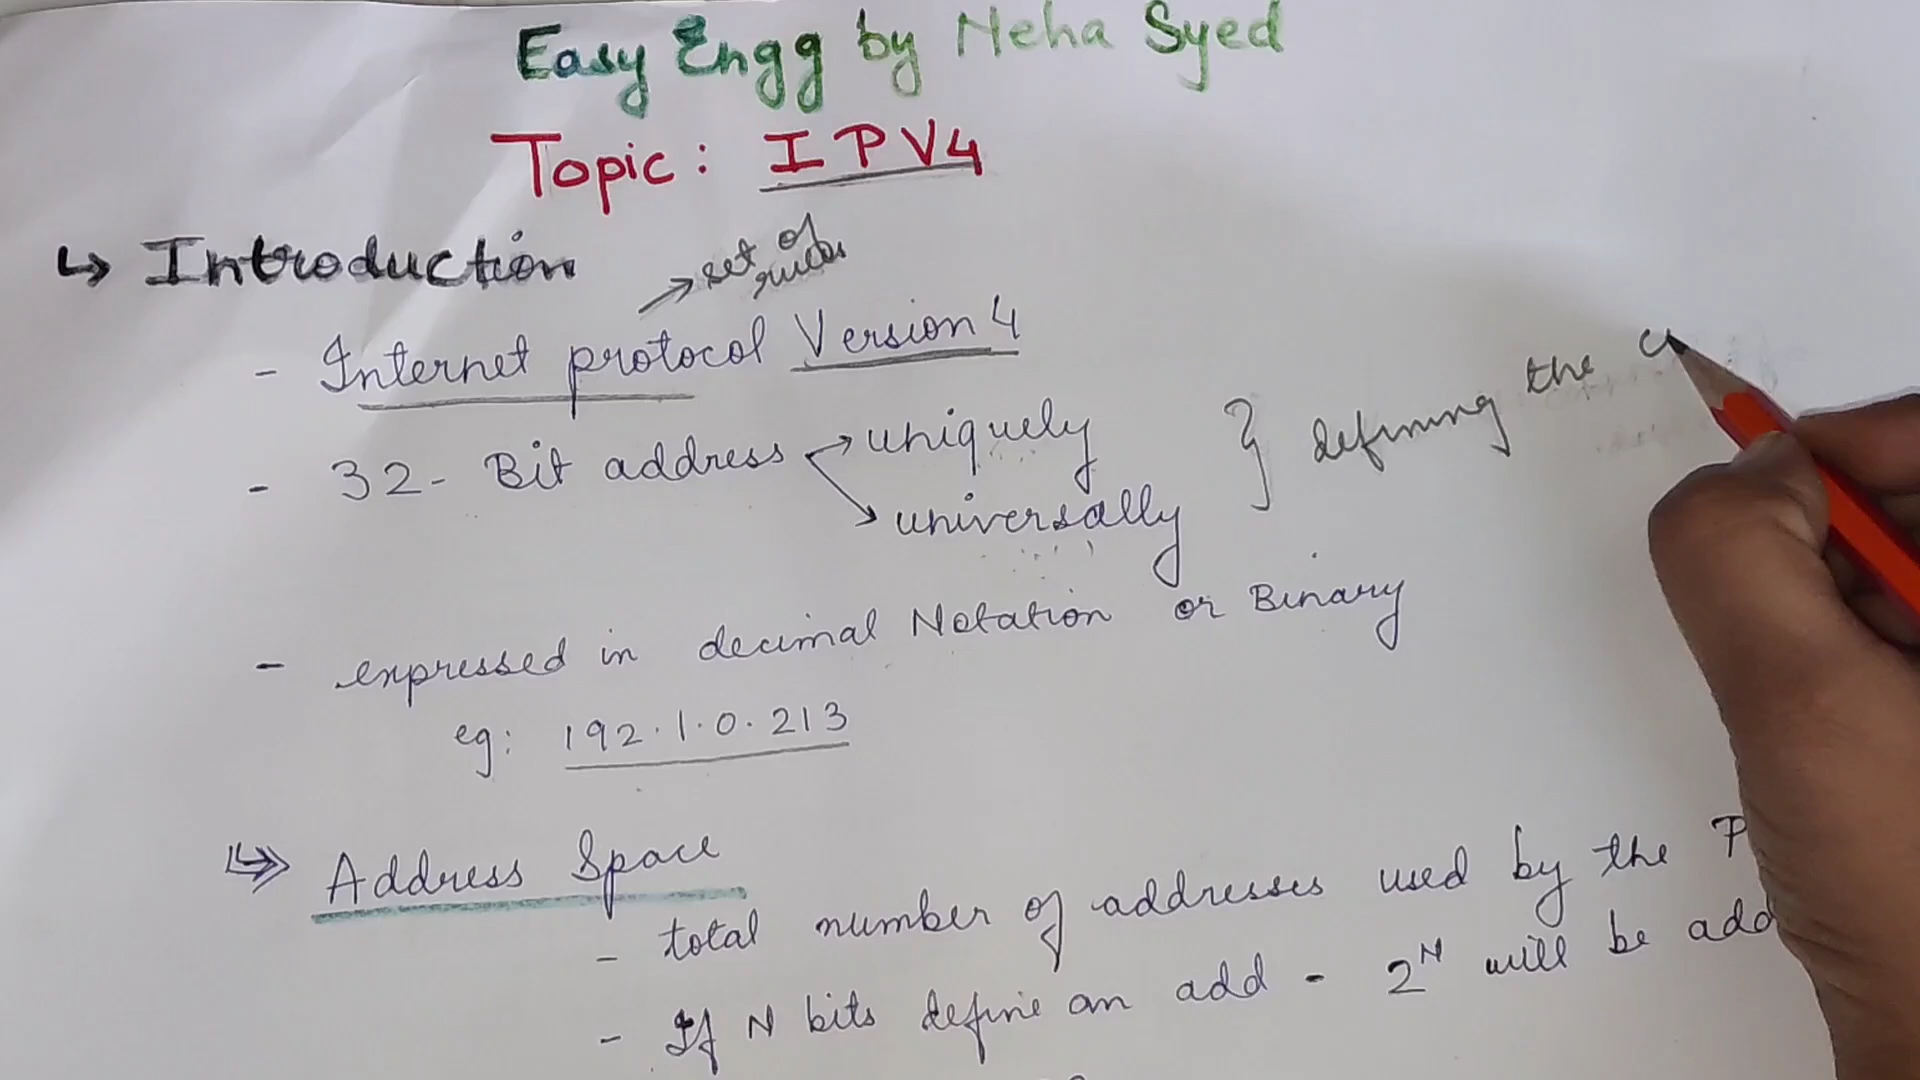 Easy Engg by Neha Syed
Topic: IPV4
↳ Introduction
→ set of rules
- Internet protocol Version 4
- 32- Bit address → uniquely
→ universally
} defining the
- expressed in decimal Notation or Binary
eg: 192.1.0.213
Address Space
- total number of addresses used by the
- If N bits define an add - 2^N will be add